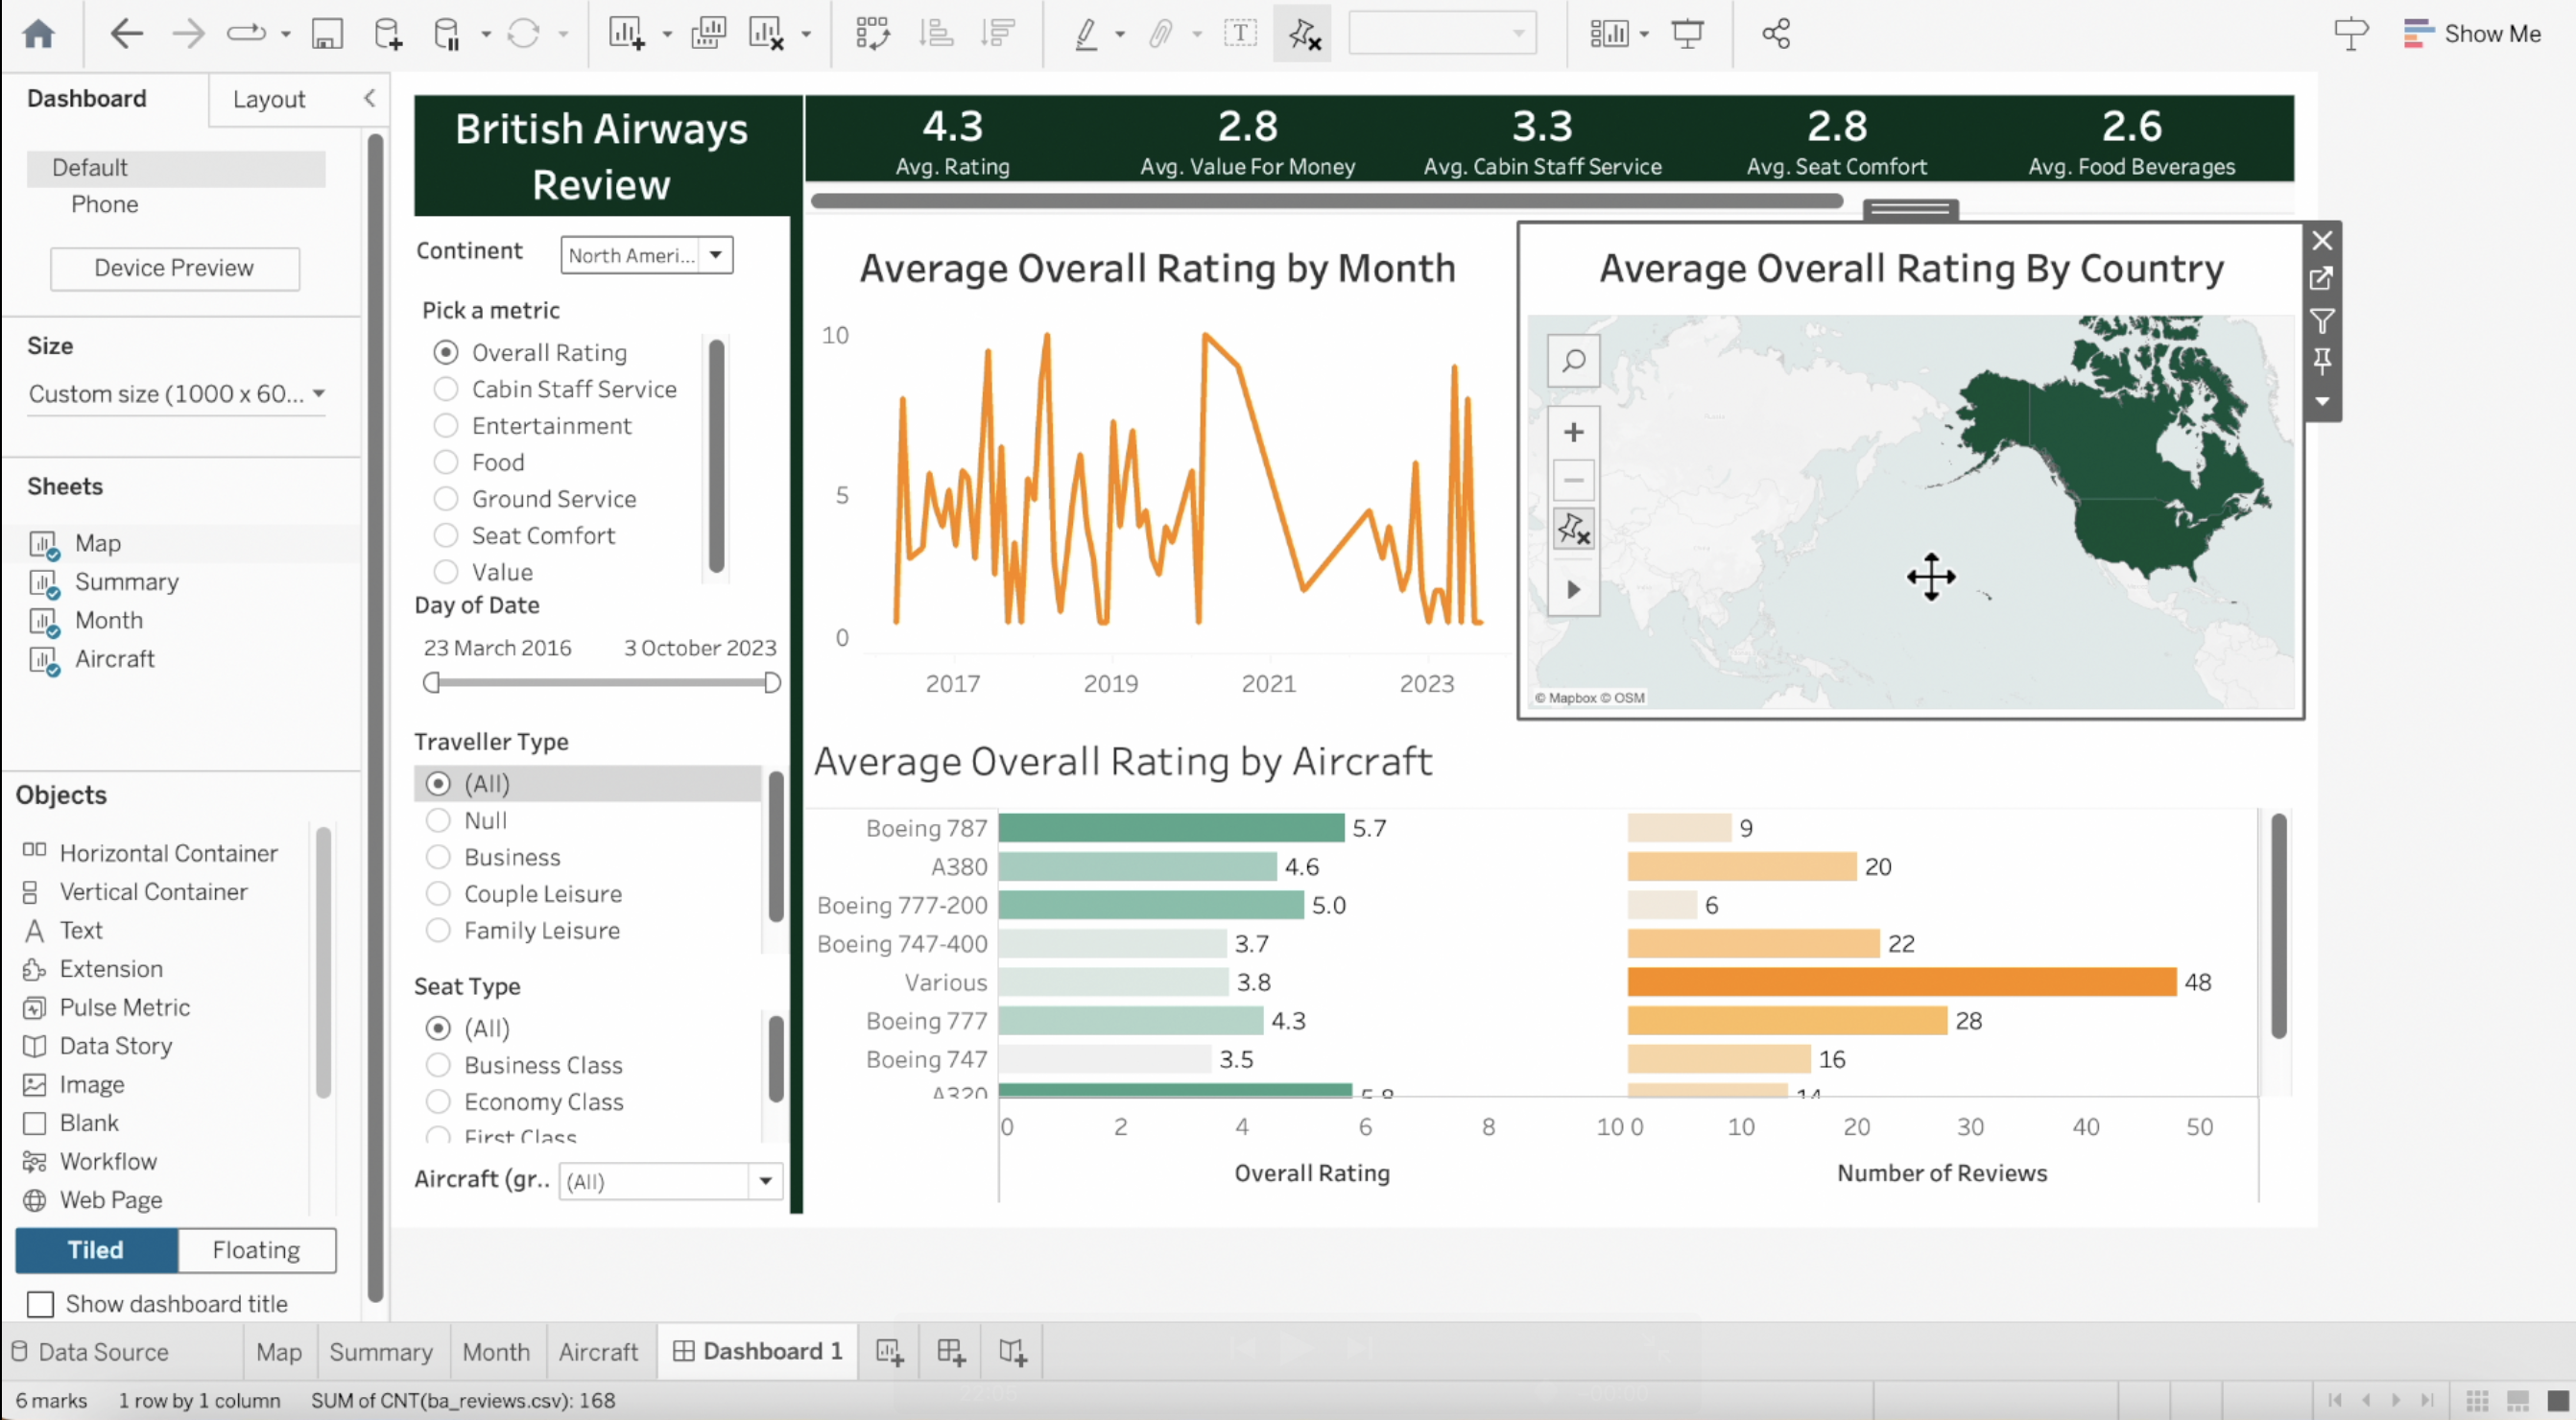 Show Me
Dashboard
Layout
Default
Phone
Device Preview
Size
Custom size (1000 x 60...
Sheets
Map
Summary
Month
Aircraft
Objects
Horizontal Container
Vertical Container
Text
Extension
Pulse Metric
Data Story
Image
Blank
Workflow
Web Page
Tiled
Floating
Show dashboard title
British Airways
Review
4.3
Avg. Rating
2.8
Avg. Value For Money
3.3
Avg. Cabin Staff Service
2.8
Avg. Seat Comfort
2.6
Avg. Food Beverages
Continent
North Ameri...
Pick a metric
Overall Rating
Cabin Staff Service
Entertainment
Food
Ground Service
Seat Comfort
Value
Day of Date
23 March 2016
3 October 2023
Traveller Type
(All)
Null
Business
Couple Leisure
Family Leisure
Seat Type
(All)
Business Class
Economy Class
First Class
Aircraft (gr..
(All)
Average Overall Rating by Month
10
5
0
2017
2019
2021
2023
Average Overall Rating By Country
© Mapbox © OSM
Average Overall Rating by Aircraft
Boeing 787 5.7 9
A380 4.6 20
Boeing 777-200 5.0 6
Boeing 747-400 3.7 22
Various 3.8 48
Boeing 777 4.3 28
Boeing 747 3.5 16
A320 5.8 14
0 2 4 6 8 10 0 10 20 30 40 50
Overall Rating
Number of Reviews
Data Source
Map
Summary
Month
Aircraft
Dashboard 1
6 marks
1 row by 1 column
SUM of CNT(ba_reviews.csv): 168